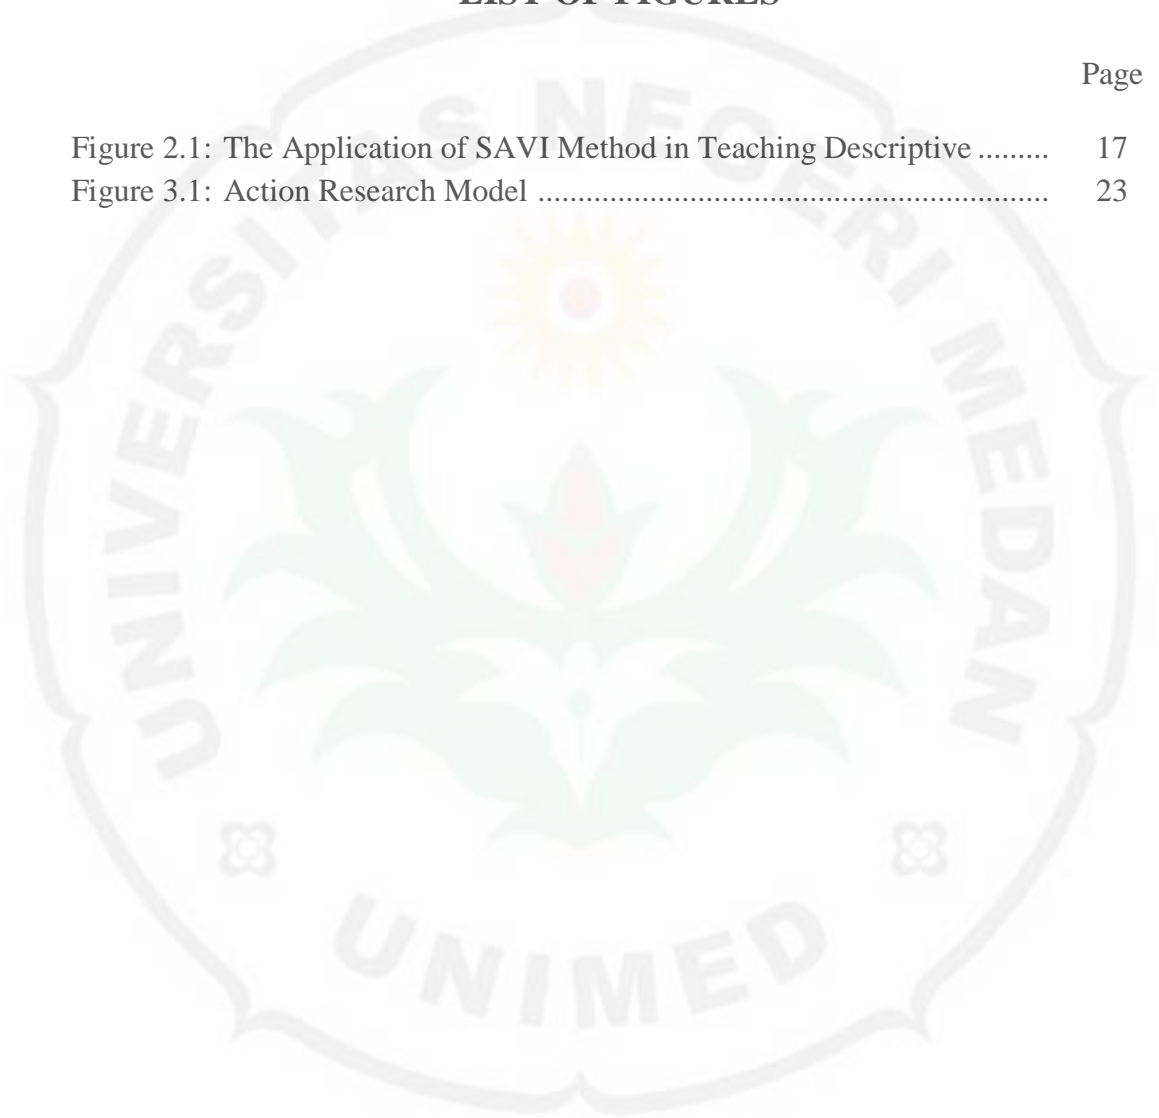 LIST OF FIGURES
Page
Figure 2.1: The Application of SAVI Method in Teaching Descriptive ......... 17
Figure 3.1: Action Research Model ................................................................ 23
UNIVERSITAS NEGERI MEDAN
UNIMED